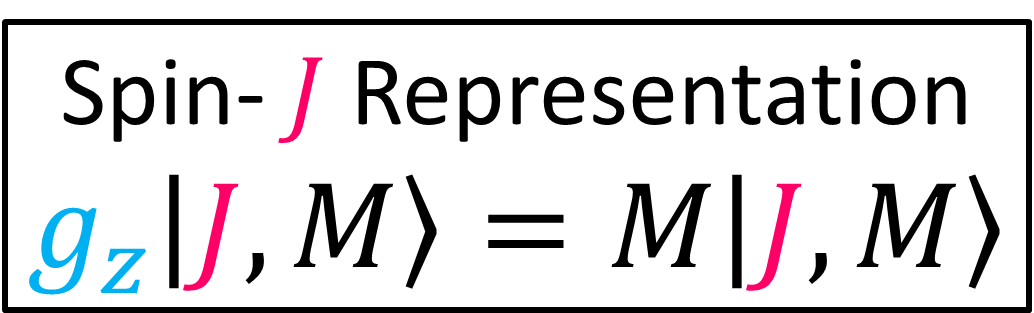 Spin- J Representation
g_z|J, M⟩ = M|J, M⟩